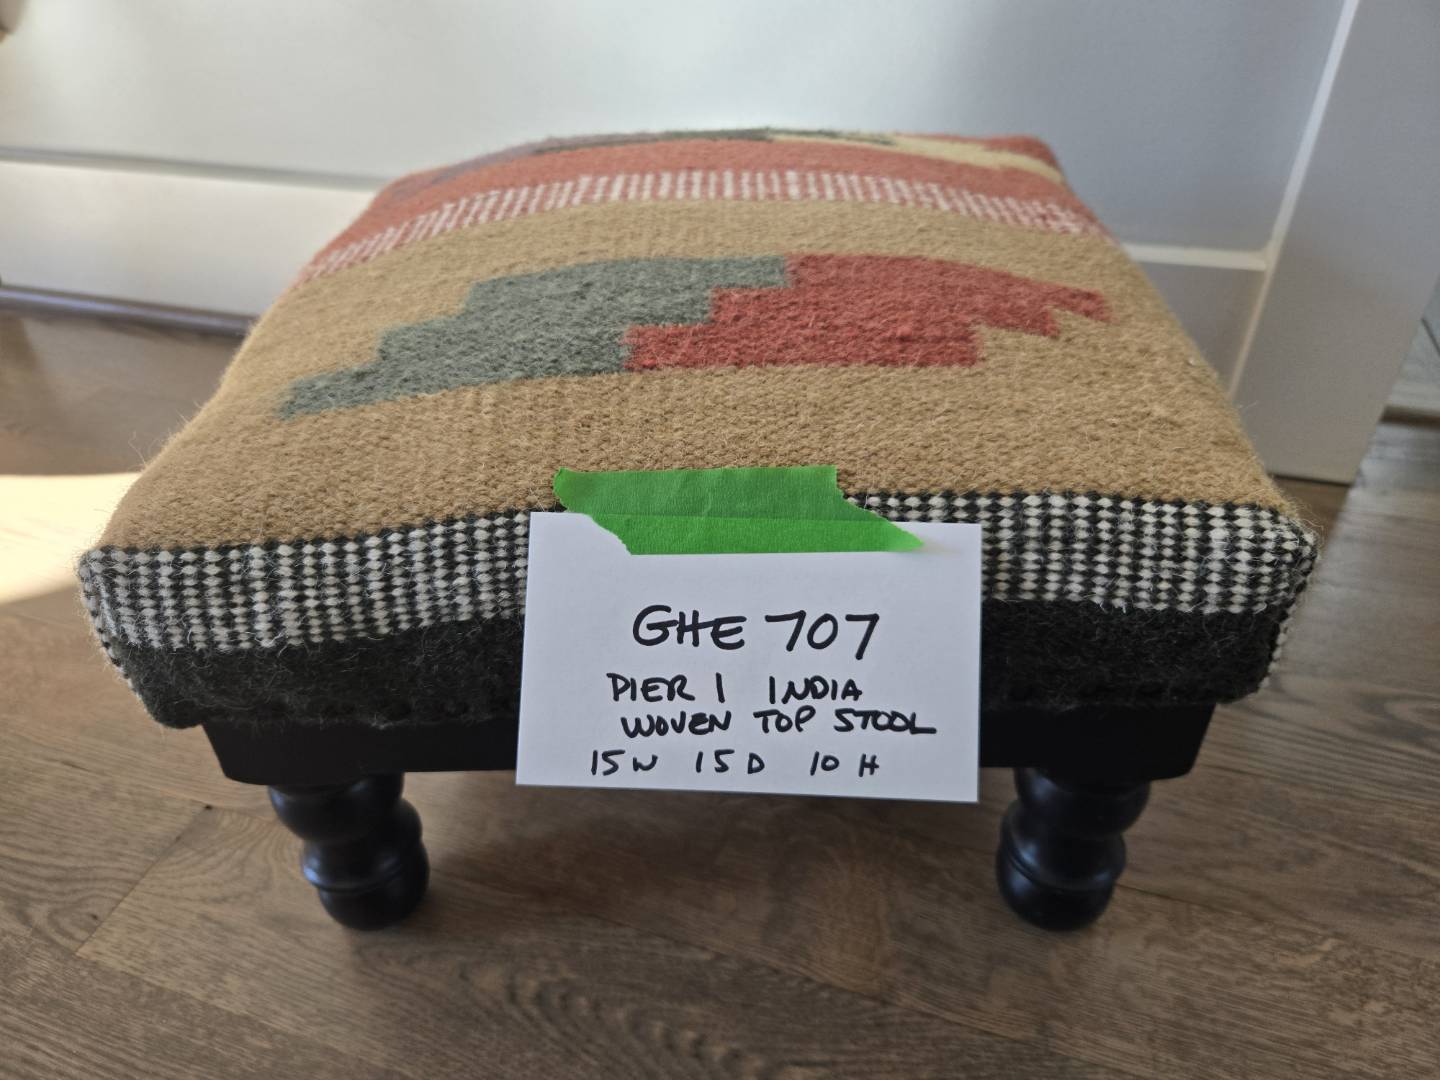 GHE 707
PIER 1 INDIA
WOVEN TOP STOOL
15W 15D 10H